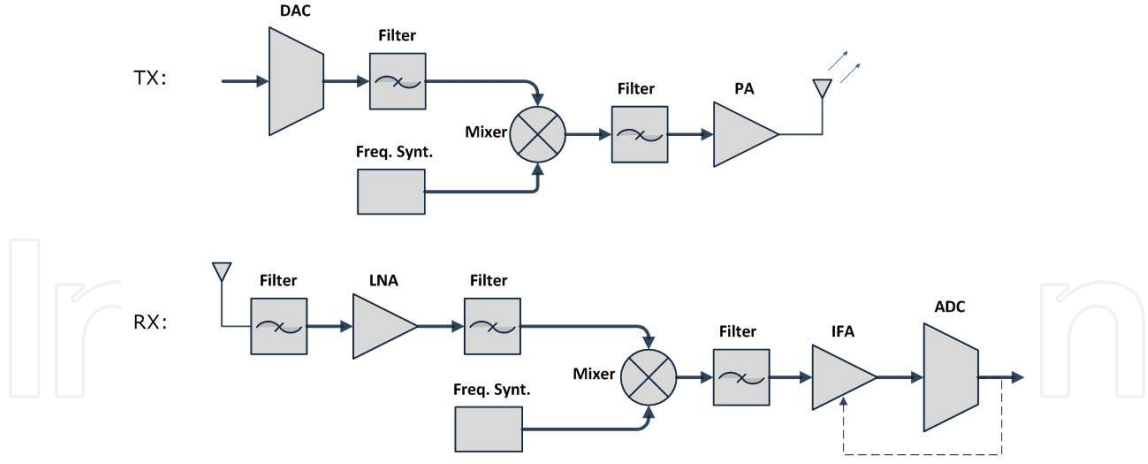 DAC
Filter
TX:
Filter
PA
Mixer
Freq. Synt.
Filter
LNA
Filter
ADC
RX:
Filter
IFA
Mixer
Freq. Synt.